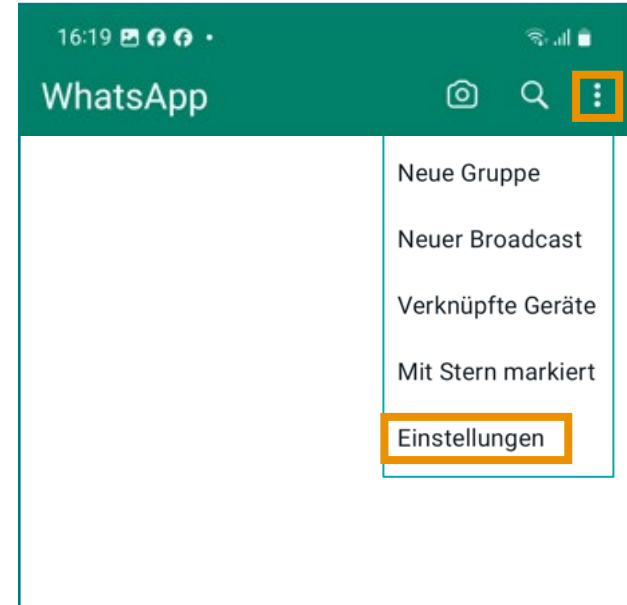 16:19
WhatsApp
Neue Gruppe
Neuer Broadcast
Verknüpfte Geräte
Mit Stern markiert
Einstellungen